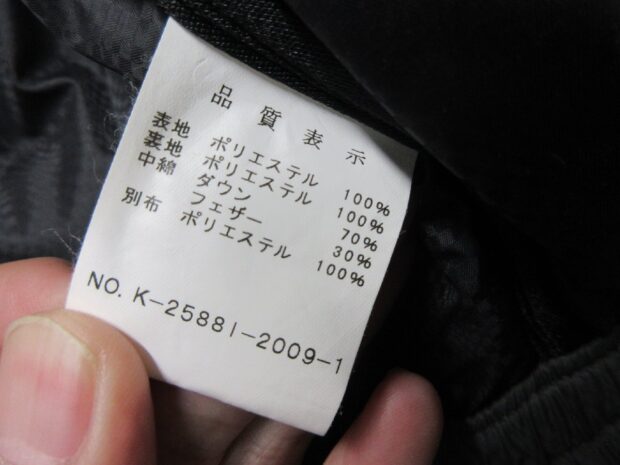 品質表示
表地 ポリエステル 100%
裏地 ポリエステル 100%
中綿 ダウン 70%
フェザー 30%
別布 ポリエステル 100%
NO. K-25881-2009-1